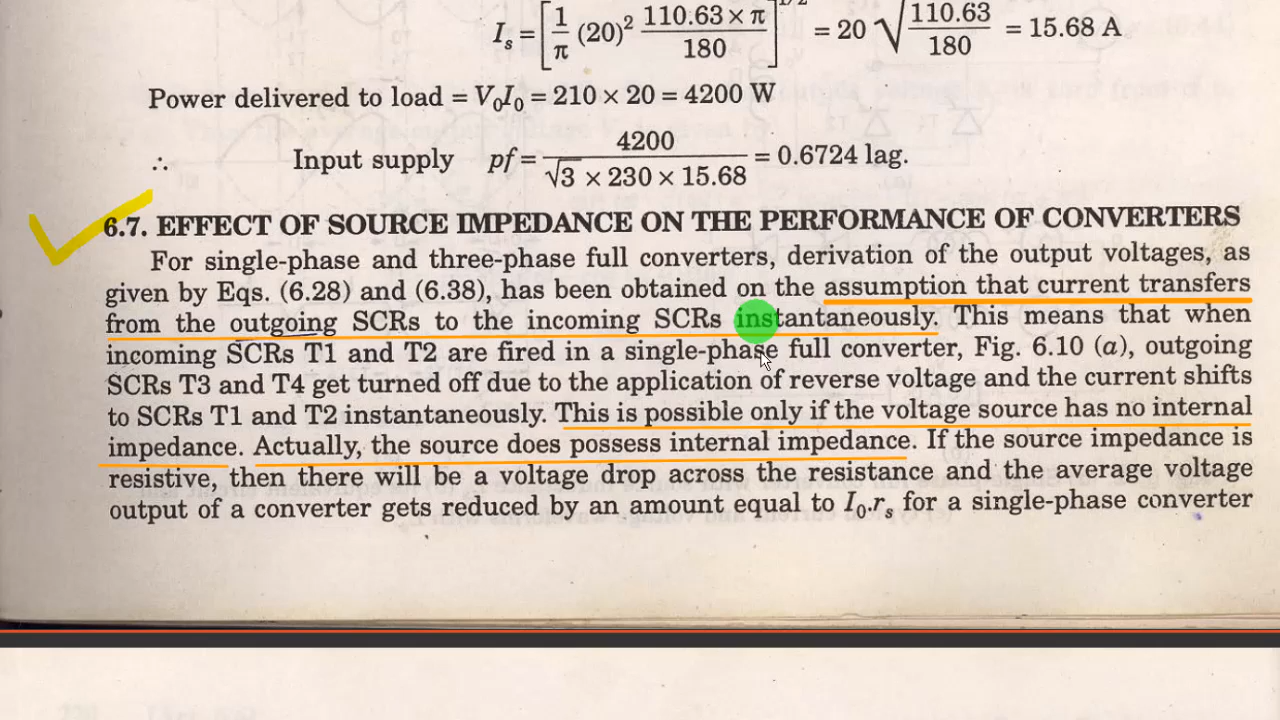 I_s = [1/π (20)² 110.63 × π / 180]^1/2 = 20 √110.63/180 = 15.68 A
Power delivered to load = V₀I₀ = 210 × 20 = 4200 W
∴ Input supply pf = 4200 / √3 × 230 × 15.68 = 0.6724 lag.
6.7. EFFECT OF SOURCE IMPEDANCE ON THE PERFORMANCE OF CONVERTERS
For single-phase and three-phase full converters, derivation of the output voltages, as
given by Eqs. (6.28) and (6.38), has been obtained on the assumption that current transfers
from the outgoing SCRs to the incoming SCRs instantaneously. This means that when
incoming SCRs T1 and T2 are fired in a single-phase full converter, Fig. 6.10 (a), outgoing
SCRs T3 and T4 get turned off due to the application of reverse voltage and the current shifts
to SCRs T1 and T2 instantaneously. This is possible only if the voltage source has no internal
impedance. Actually, the source does possess internal impedance. If the source impedance is
resistive, then there will be a voltage drop across the resistance and the average voltage
output of a converter gets reduced by an amount equal to I₀.r_s for a single-phase converter